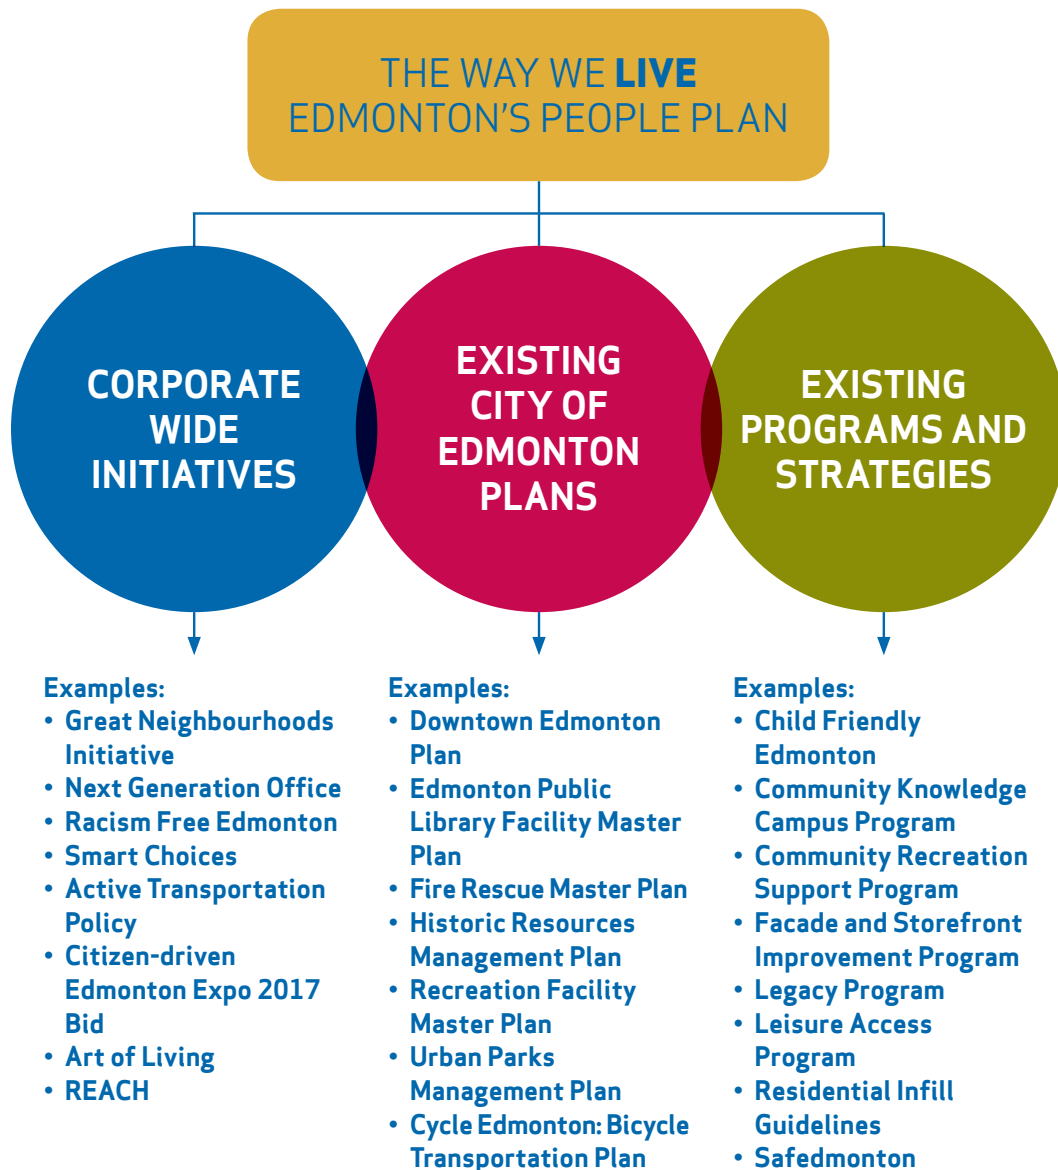 THE WAY WE LIVE
EDMONTON'S PEOPLE PLAN
CORPORATE
WIDE
INITIATIVES
EXISTING
CITY OF
EDMONTON
PLANS
EXISTING
PROGRAMS AND
STRATEGIES
Examples:
• Great Neighbourhoods
Initiative
• Next Generation Office
• Racism Free Edmonton
• Smart Choices
• Active Transportation
Policy
• Citizen-driven
Edmonton Expo 2017
Bid
• Art of Living
• REACH
Examples:
• Downtown Edmonton
Plan
• Edmonton Public
Library Facility Master
Plan
• Fire Rescue Master Plan
• Historic Resources
Management Plan
• Recreation Facility
Master Plan
• Urban Parks
Management Plan
• Cycle Edmonton: Bicycle
Transportation Plan
Examples:
• Child Friendly
Edmonton
• Community Knowledge
Campus Program
• Community Recreation
Support Program
• Facade and Storefront
Improvement Program
• Legacy Program
• Leisure Access
Program
• Residential Infill
Guidelines
• Safedmonton